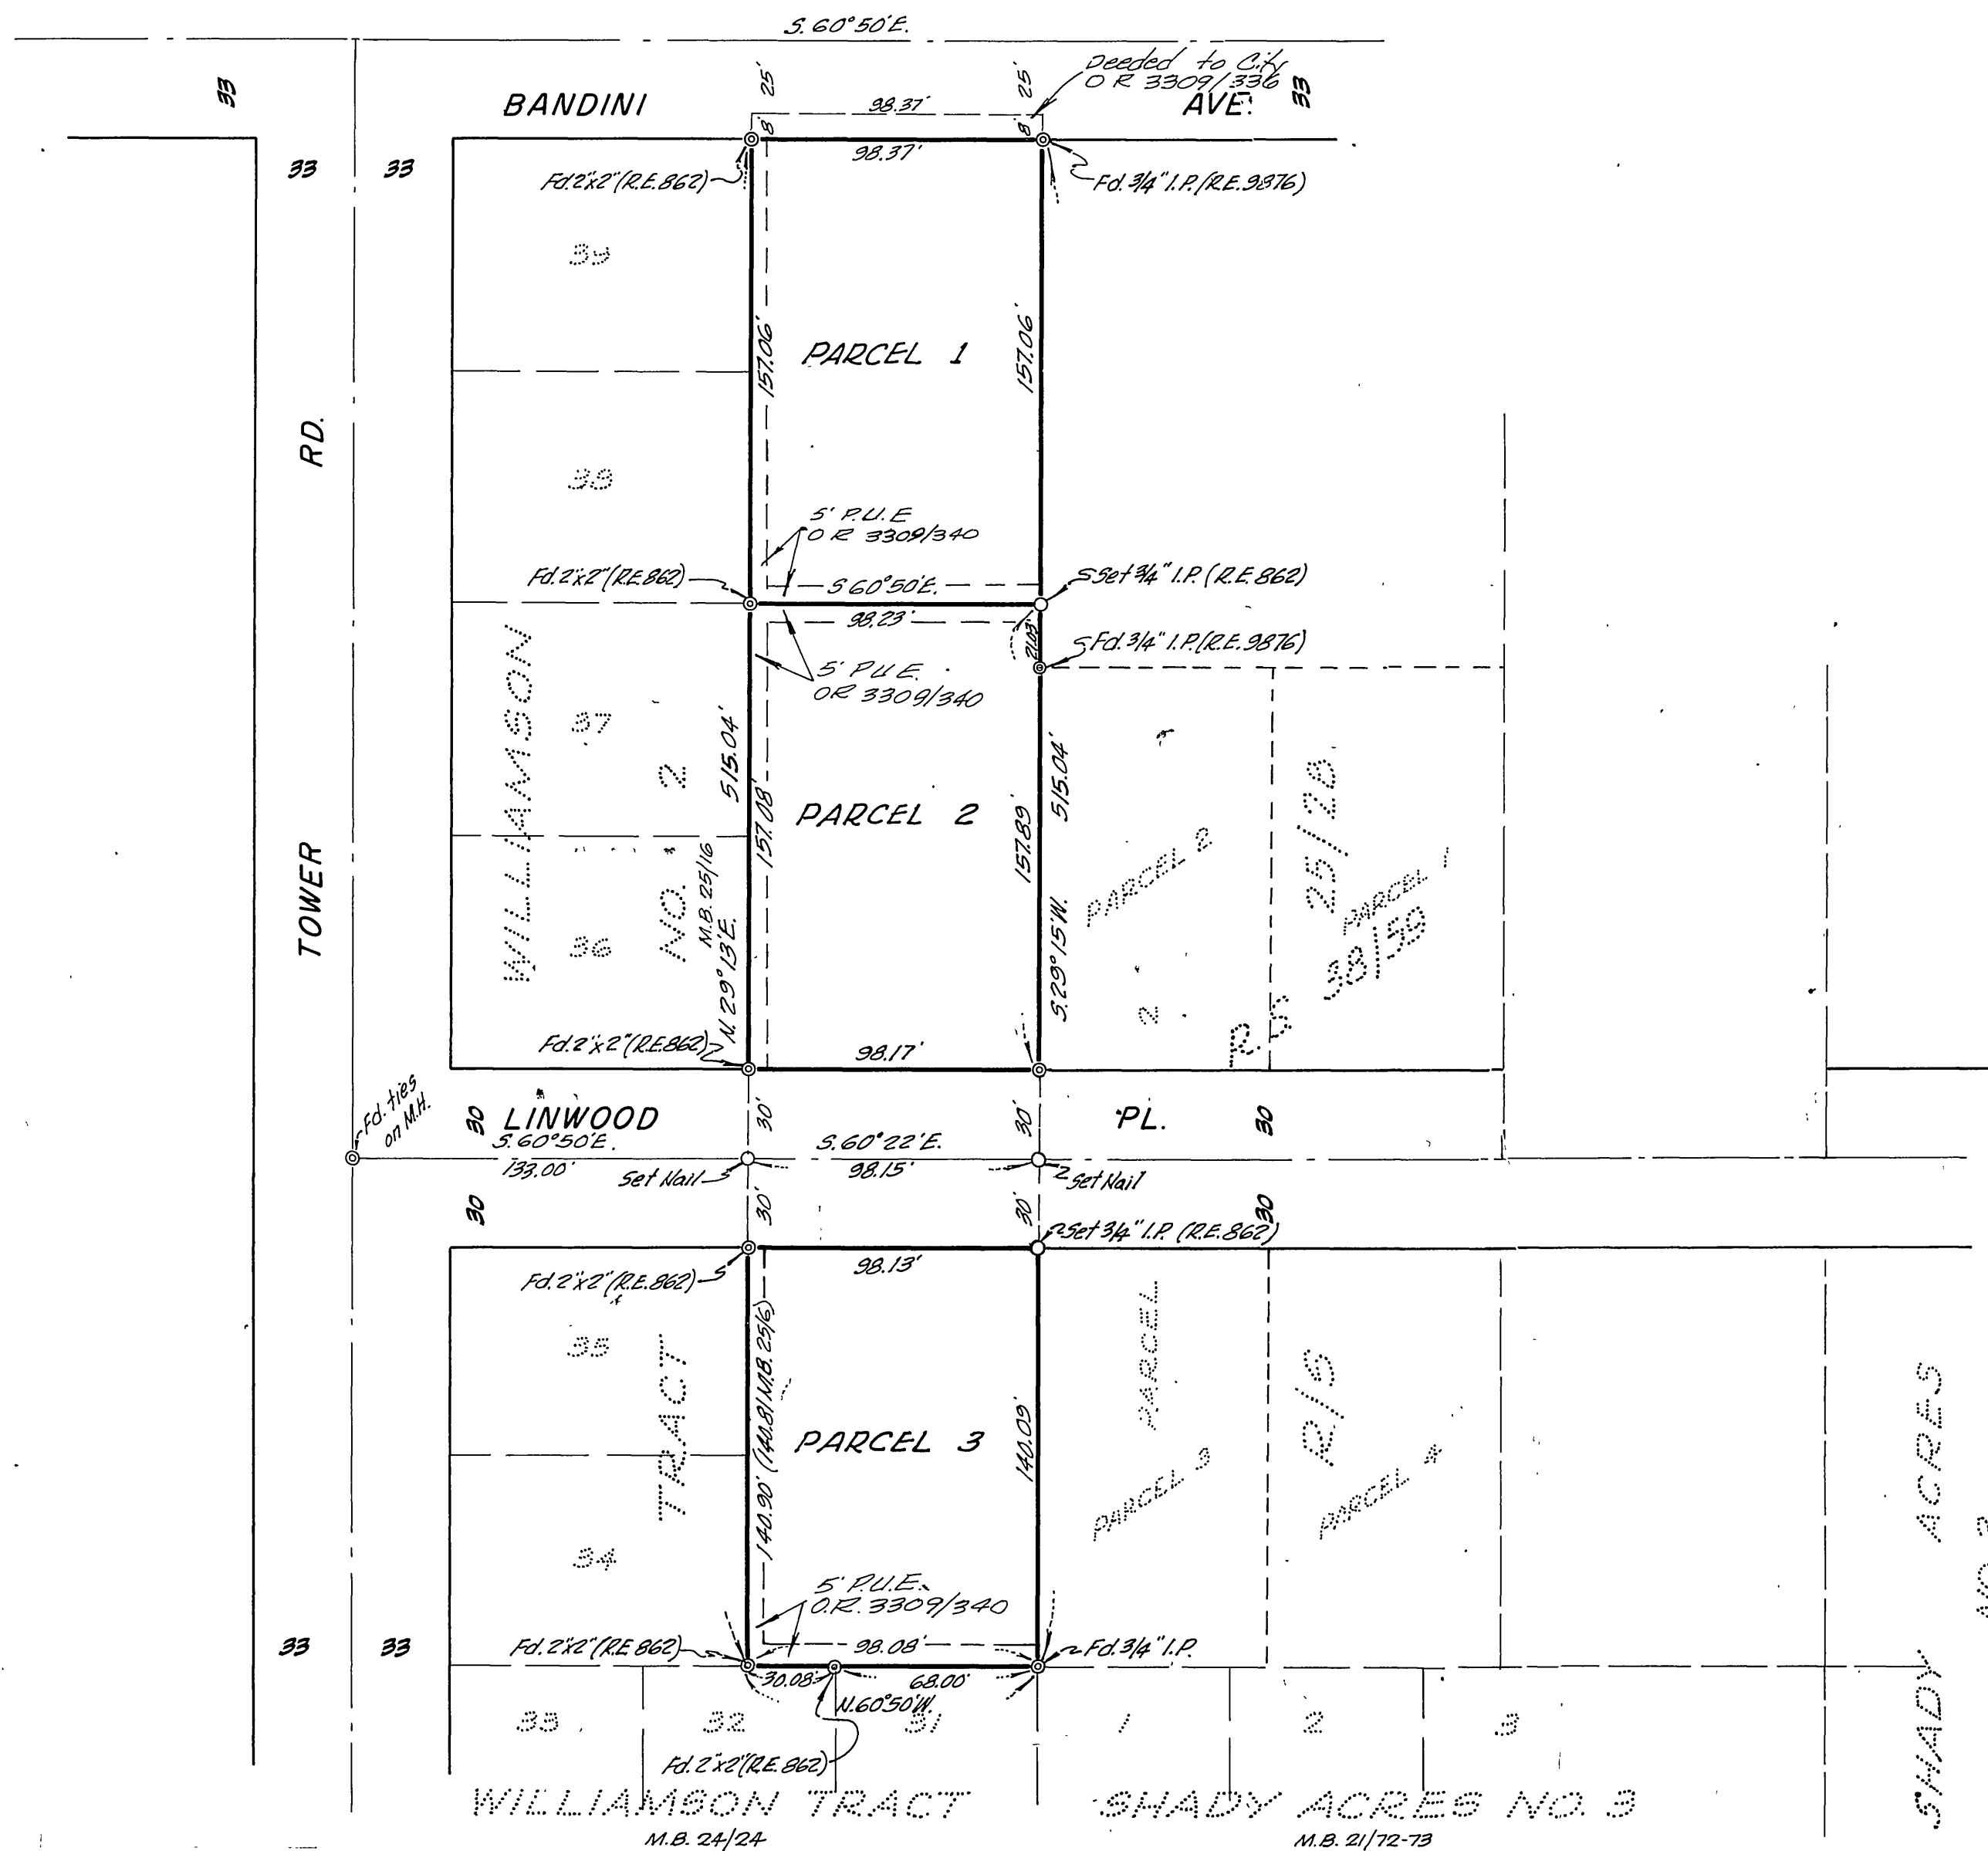 S. 60°50'E.
Deeded to City
O R 3309/336
33
BANDINI
25'
98.37'
25'
AVE.
33
8'
8'
98.37'
33
33
Fd. 2"x2" (R.E. 862)
Fd. 3/4" I.P. (R.E. 9876)
39
157.06'
PARCEL 1
157.06'
RD.
38
5' P.U.E
O R 3309/340
Fd. 2"x2" (R.E. 862)
S 60°50'E.
Set 3/4" I.P. (R.E. 862)
98.23'
21.03'
Fd. 3/4" I.P. (R.E. 9876)
5' P.U.E.
OR 3309/340
WILLIAMSON
37
NO. 2
M.B. 25/16
515.04'
157.08'
PARCEL 2
157.89'
515.04'
PARCEL 2
25/28
PARCEL 1
38/59
TOWER
36
N. 29°13'E.
S. 29°15'W.
2
R. S
Fd. 2"x2" (R.E. 862)
98.17'
Fd. ties
on M.H.
30
LINWOOD
30'
30'
PL.
30
S. 60°50'E.
S. 60°22'E.
133.00'
Set Nail
98.15'
Set Nail
30
30'
30'
30
Set 3/4" I.P. (R.E. 862)
98.13'
Fd. 2"x2" (R.E. 862)
35
TRACT
140.90' (140.81 M.B. 25/6)
PARCEL 3
140.09'
PARCEL
PARCEL 3
R/S
PARCEL 4
ACRES
34
5' P.U.E.
O.R. 3309/340
33
33
Fd. 2"x2" (R.E. 862)
98.08'
Fd. 3/4" I.P.
30.08'
68.00'
N. 60°50'W.
33
32
31
1
2
3
Fd. 2"x2" (R.E. 862)
SHADY
WILLIAMSON TRACT
SHADY ACRES NO. 3
M.B. 24/24
M.B. 21/72-73